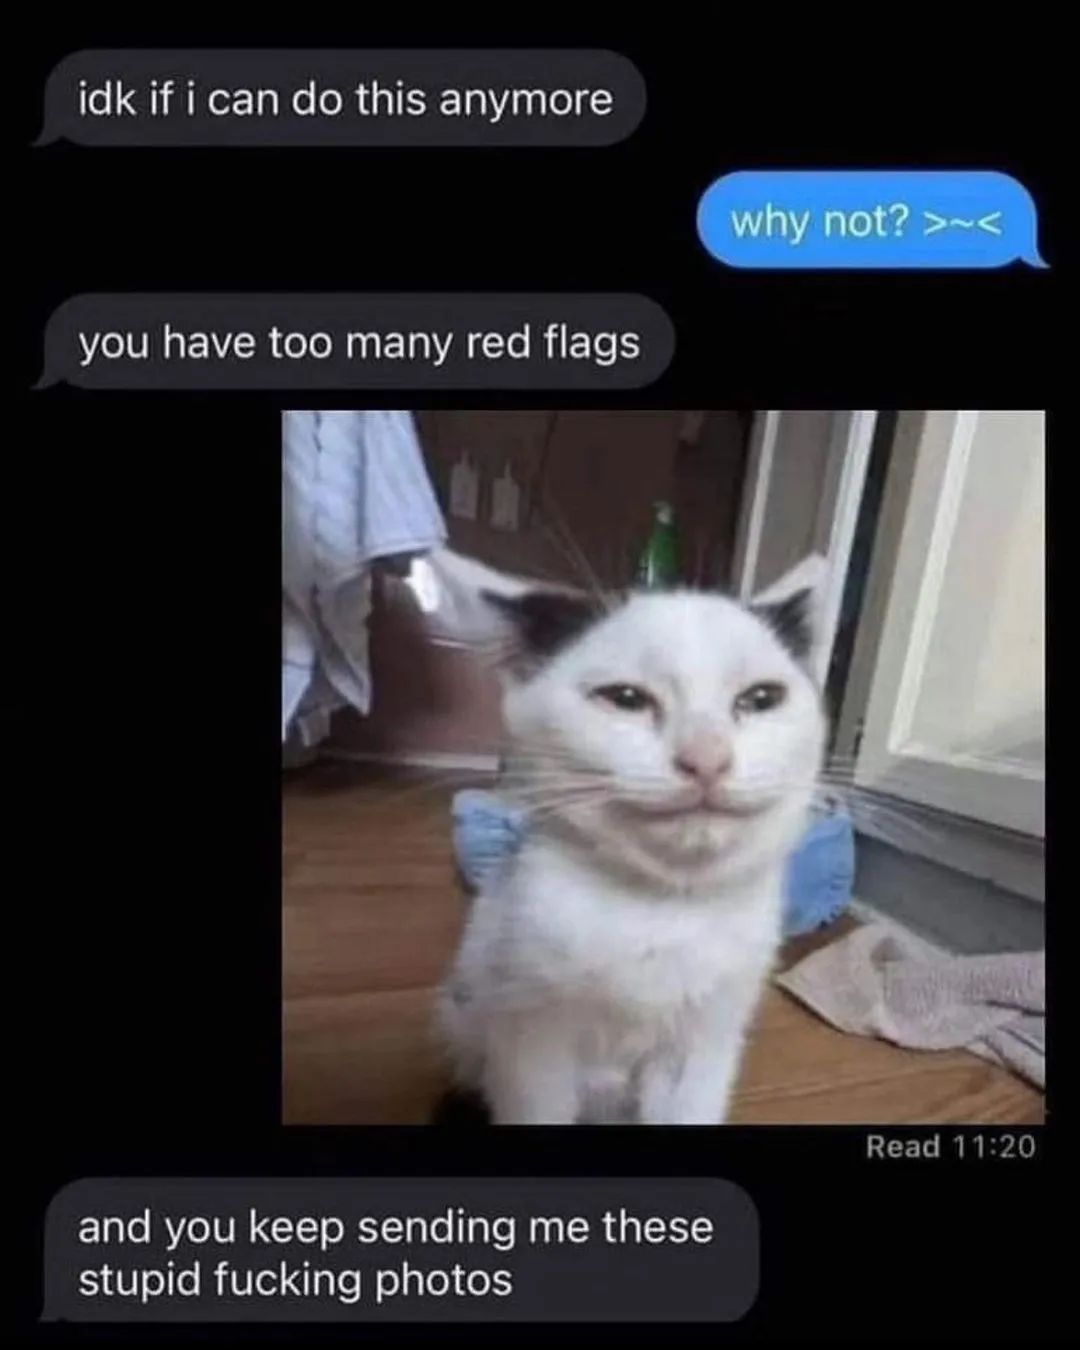 idk if i can do this anymore
why not? >~<
you have too many red flags
Read 11:20
and you keep sending me these
stupid fucking photos